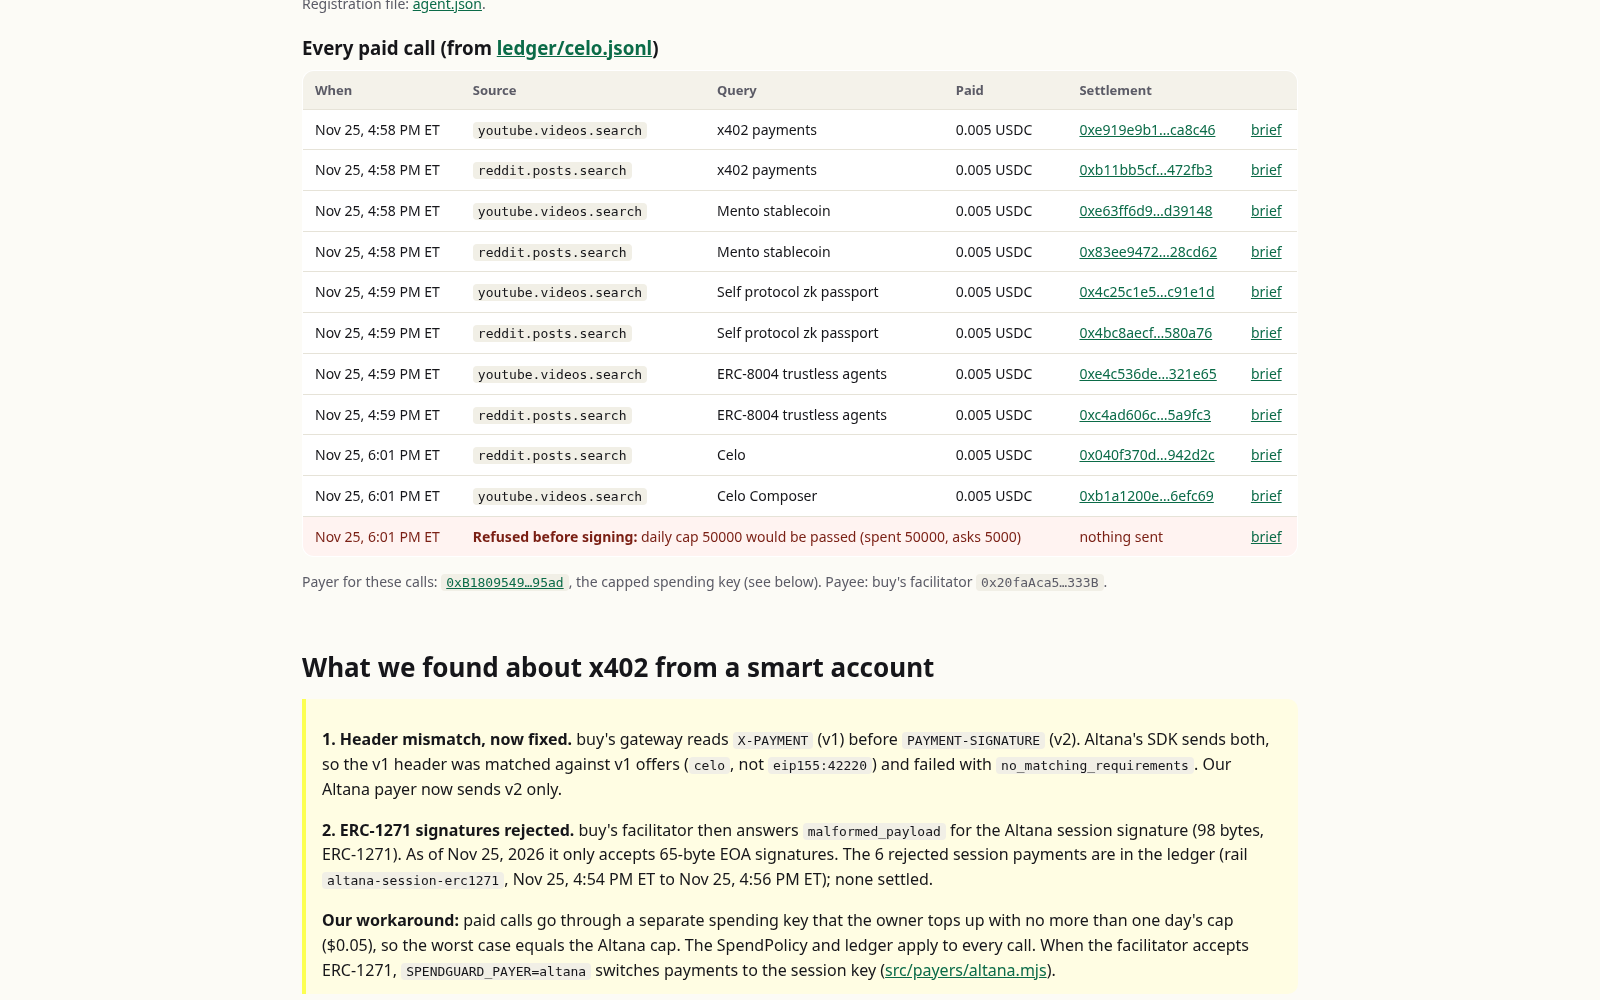 Registration file: agent.json.
Every paid call (from ledger/celo.jsonl)
When Source Query Paid Settlement
Nov 25, 4:58 PM ET youtube.videos.search x402 payments 0.005 USDC 0xe919e9b1…ca8c46 brief
Nov 25, 4:58 PM ET reddit.posts.search x402 payments 0.005 USDC 0xb11bb5cf…472fb3 brief
Nov 25, 4:58 PM ET youtube.videos.search Mento stablecoin 0.005 USDC 0xe63ff6d9…d39148 brief
Nov 25, 4:58 PM ET reddit.posts.search Mento stablecoin 0.005 USDC 0x83ee9472…28cd62 brief
Nov 25, 4:59 PM ET youtube.videos.search Self protocol zk passport 0.005 USDC 0x4c25c1e5…c91e1d brief
Nov 25, 4:59 PM ET reddit.posts.search Self protocol zk passport 0.005 USDC 0x4bc8aecf…580a76 brief
Nov 25, 4:59 PM ET youtube.videos.search ERC-8004 trustless agents 0.005 USDC 0xe4c536de…321e65 brief
Nov 25, 4:59 PM ET reddit.posts.search ERC-8004 trustless agents 0.005 USDC 0xc4ad606c…5a9fc3 brief
Nov 25, 6:01 PM ET reddit.posts.search Celo 0.005 USDC 0x040f370d…942d2c brief
Nov 25, 6:01 PM ET youtube.videos.search Celo Composer 0.005 USDC 0xb1a1200e…6efc69 brief
Nov 25, 6:01 PM ET Refused before signing: daily cap 50000 would be passed (spent 50000, asks 5000) nothing sent brief
Payer for these calls: 0xB1809549…95ad, the capped spending key (see below). Payee: buy's facilitator 0x20faAca5…333B.
What we found about x402 from a smart account
1. Header mismatch, now fixed. buy's gateway reads X-PAYMENT (v1) before PAYMENT-SIGNATURE (v2). Altana's SDK sends both,
so the v1 header was matched against v1 offers (celo, not eip155:42220) and failed with no_matching_requirements. Our
Altana payer now sends v2 only.
2. ERC-1271 signatures rejected. buy's facilitator then answers malformed_payload for the Altana session signature (98 bytes,
ERC-1271). As of Nov 25, 2026 it only accepts 65-byte EOA signatures. The 6 rejected session payments are in the ledger (rail
altana-session-erc1271, Nov 25, 4:54 PM ET to Nov 25, 4:56 PM ET); none settled.
Our workaround: paid calls go through a separate spending key that the owner tops up with no more than one day's cap
($0.05), so the worst case equals the Altana cap. The SpendPolicy and ledger apply to every call. When the facilitator accepts
ERC-1271, SPENDGUARD_PAYER=altana switches payments to the session key (src/payers/altana.mjs).